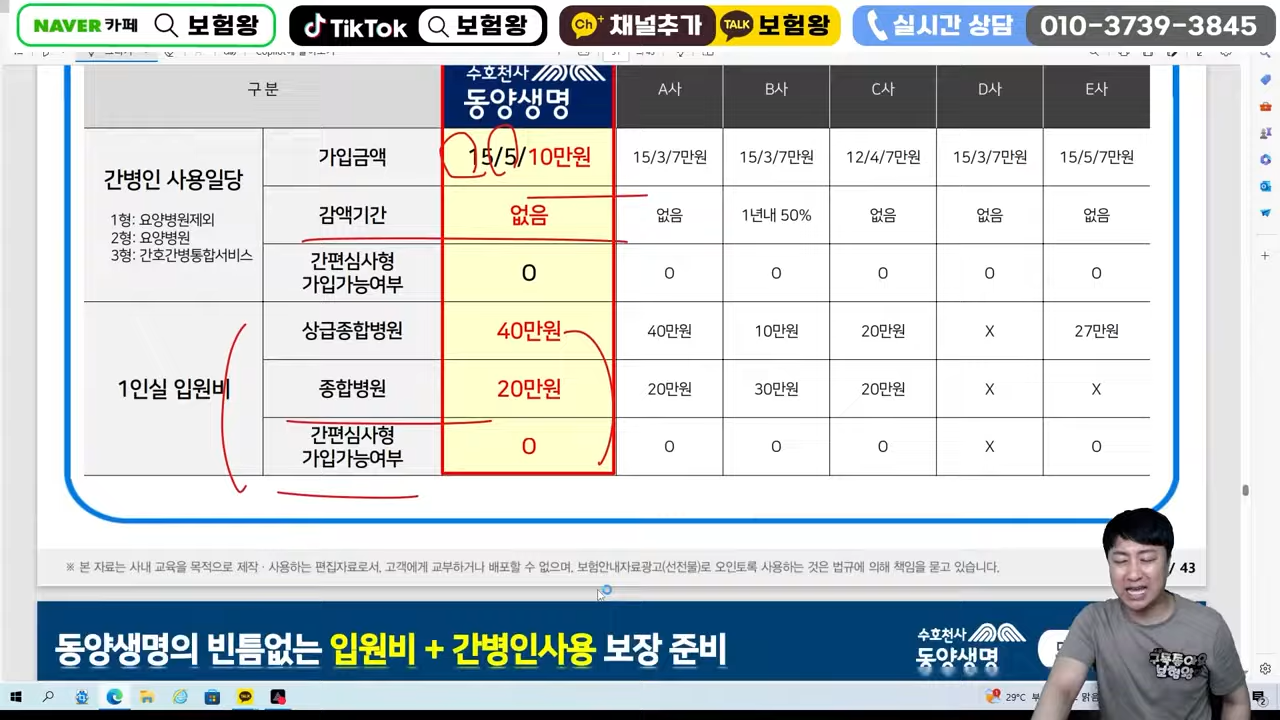 NAVER 카페 보험왕 TikTok 보험왕 Ch+ 채널추가 TALK 보험왕 실시간 상담 010-3739-3845
구 분 수호천사 동양생명 A사 B사 C사 D사 E사
간병인 사용일당
1형: 요양병원제외
2형: 요양병원
3형: 간호간병통합서비스
가입금액 15/5/10만원 15/3/7만원 15/3/7만원 12/4/7만원 15/3/7만원 15/5/7만원
감액기간 없음 없음 1년내 50% 없음 없음 없음
간편심사형
가입가능여부 O O O O O O
1인실 입원비
상급종합병원 40만원 40만원 10만원 20만원 X 27만원
종합병원 20만원 20만원 30만원 20만원 X X
간편심사형
가입가능여부 O O O O X O
※ 본 자료는 사내 교육을 목적으로 제작 · 사용하는 편집자료로서, 고객에게 교부하거나 배포할 수 없으며, 보험안내자료광고(선전물)로 오인토록 사용하는 것은 법규에 의해 책임을 묻고 있습니다.
/ 43
동양생명의 빈틈없는 입원비 + 간병인사용 보장 준비
수호천사
동양생명
보험왕
29°C